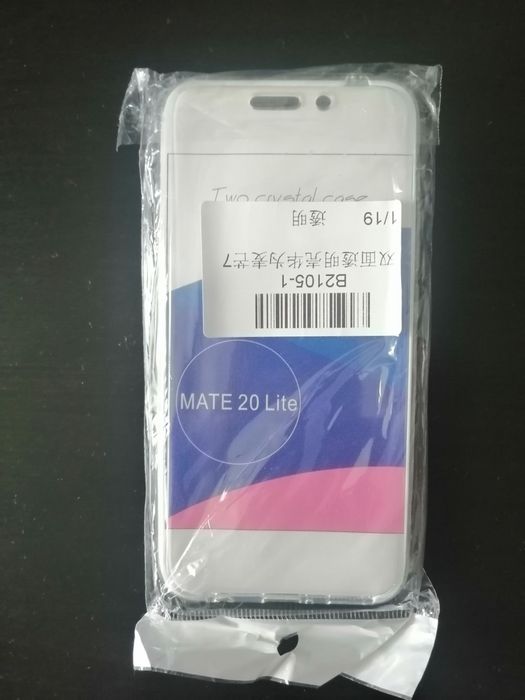 Two crystal case
1/19 透明
双面透明壳华为麦芒7
B2105-1
MATE 20 Lite